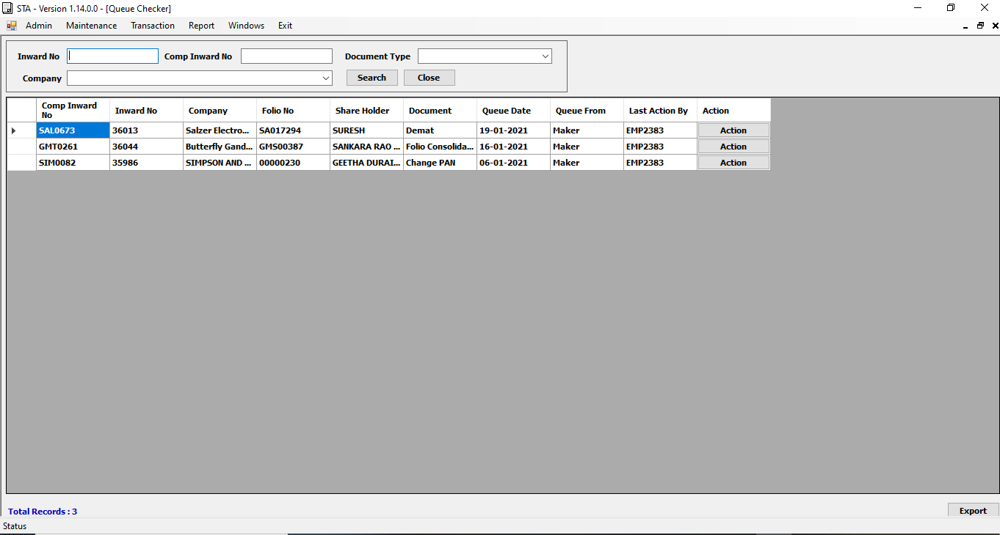 STA - Version 1.14.0.0 - [Queue Checker]
Admin Maintenance Transaction Report Windows Exit
Inward No Comp Inward No Document Type
Company Search Close
Comp Inward No Inward No Company Folio No Share Holder Document Queue Date Queue From Last Action By Action
SAL0673 36013 Salzer Electro... SA017294 SURESH Demat 19-01-2021 Maker EMP2383 Action
GMT0261 36044 Butterfly Gand... GMS00387 SANKARA RAO ... Folio Consolida... 16-01-2021 Maker EMP2383 Action
SIM0082 35986 SIMPSON AND ... 00000230 GEETHA DURAI... Change PAN 06-01-2021 Maker EMP2383 Action
Total Records : 3 Export
Status